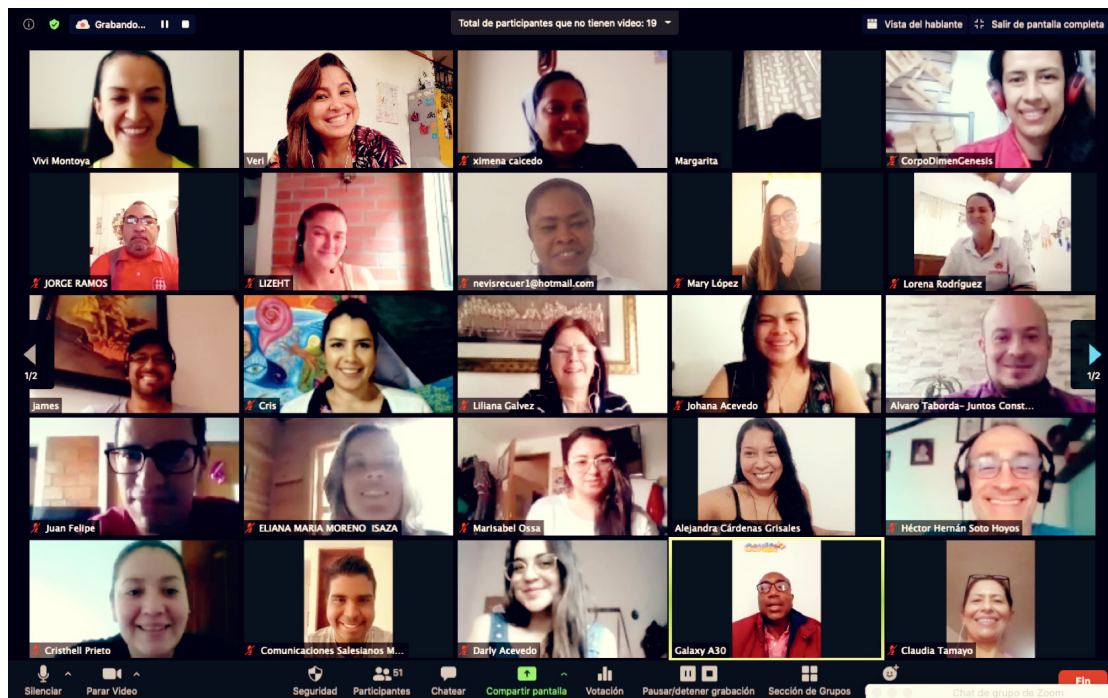 Grabando...
Total de participantes que no tienen video: 19
Vista del hablante
Salir de pantalla completa
Vivi Montoya
Veri
ximena caicedo
Margarita
CorpoDimenGenesis
JORGE RAMOS
LIZEHT
nevisrecuer1@hotmail.com
Mary López
Lorena Rodríguez
1/2
1/2
James
Cris
Liliana Galvez
Johana Acevedo
Alvaro Taborda- Juntos Const...
Juan Felipe
ELIANA MARIA MORENO ISAZA
Marisabel Ossa
Alejandra Cárdenas Grisales
Héctor Hernán Soto Hoyos
Cristhell Prieto
Comunicaciones Salesianos M...
Darly Acevedo
Galaxy A30
Claudia Tamayo
51
Silenciar
Parar Video
Seguridad
Participantes
Chatear
Compartir pantalla
Votación
Pausar/detener grabación
Sección de Grupos
Fin
Chat de grupo de Zoom